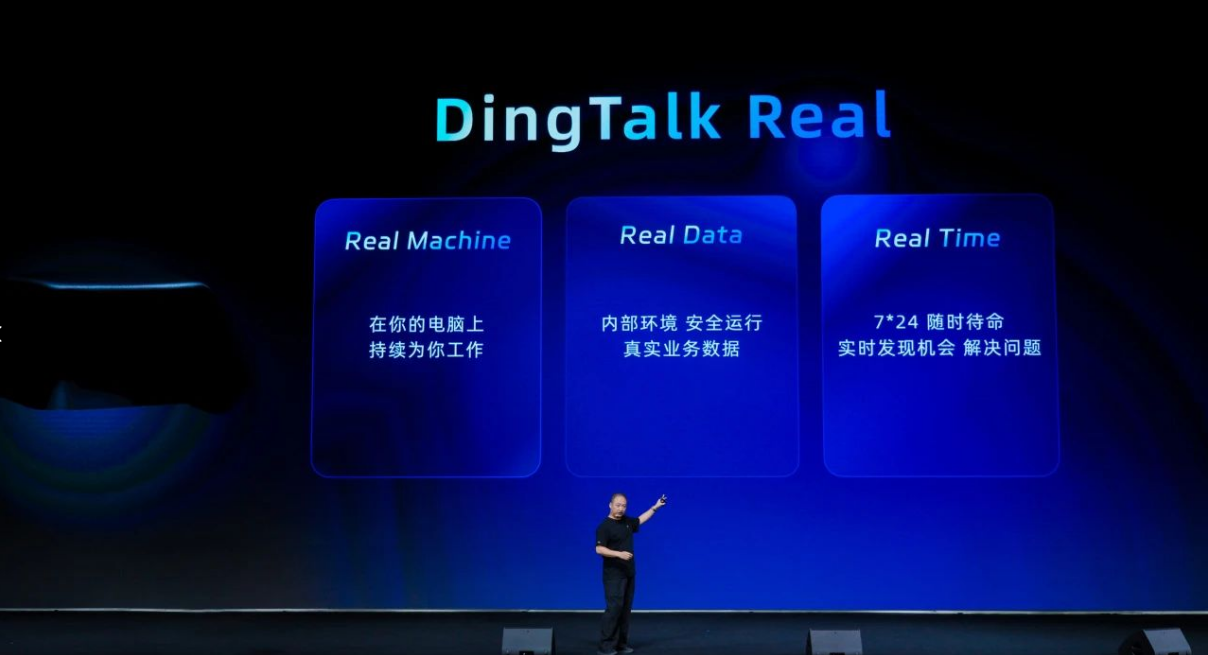 DingTalk Real
Real Machine
在你的电脑上
持续为你工作
Real Data
内部环境 安全运行
真实业务数据
Real Time
7*24 随时待命
实时发现机会 解决问题